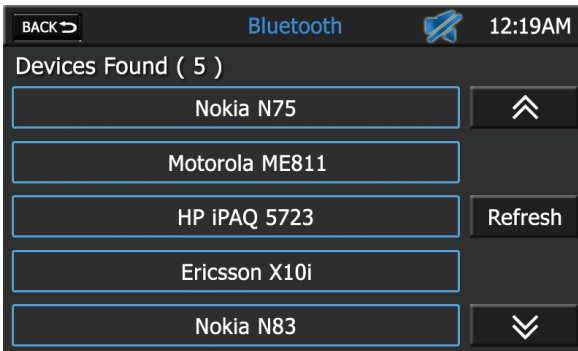 BACK Bluetooth 12:19AM
Devices Found ( 5 )
Nokia N75
Motorola ME811
HP iPAQ 5723 Refresh
Ericsson X10i
Nokia N83